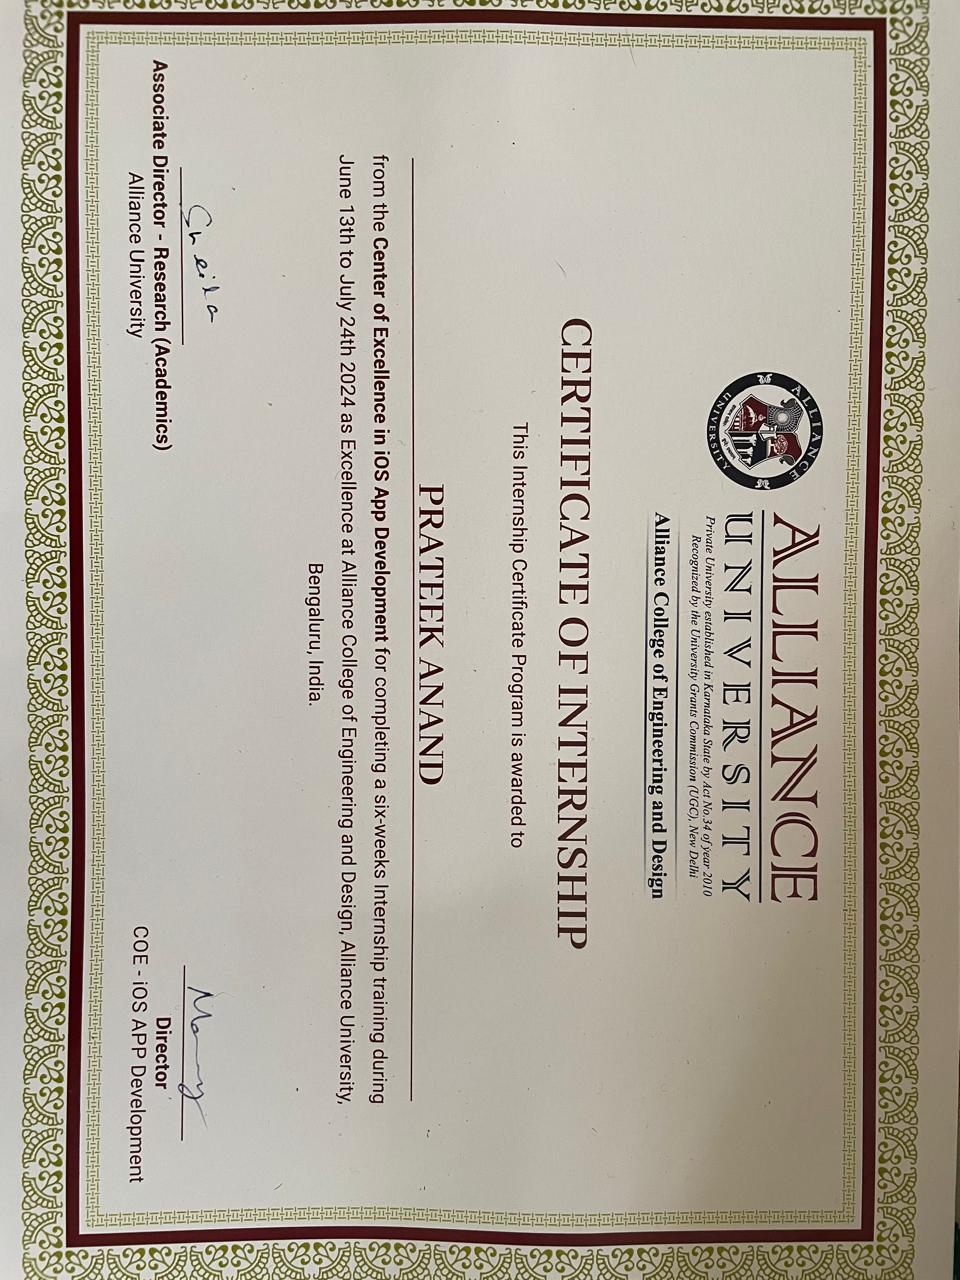 ALLIANCE
UNIVERSITY
Private University established in Karnataka State by Act No.34 of year 2010
Recognized by the University Grants Commission (UGC), New Delhi
Alliance College of Engineering and Design
ALLIANCE
UNIVERSITY
CERTIFICATE OF INTERNSHIP
This Internship Certificate Program is awarded to
PRATEEK ANAND
from the Center of Excellence in iOS App Development for completing a six-weeks Internship training during
June 13th to July 24th 2024 as Excellence at Alliance College of Engineering and Design, Alliance University,
Bengaluru, India.
Sheila
Associate Director - Research (Academics)
Alliance University
Director
COE - iOS APP Development